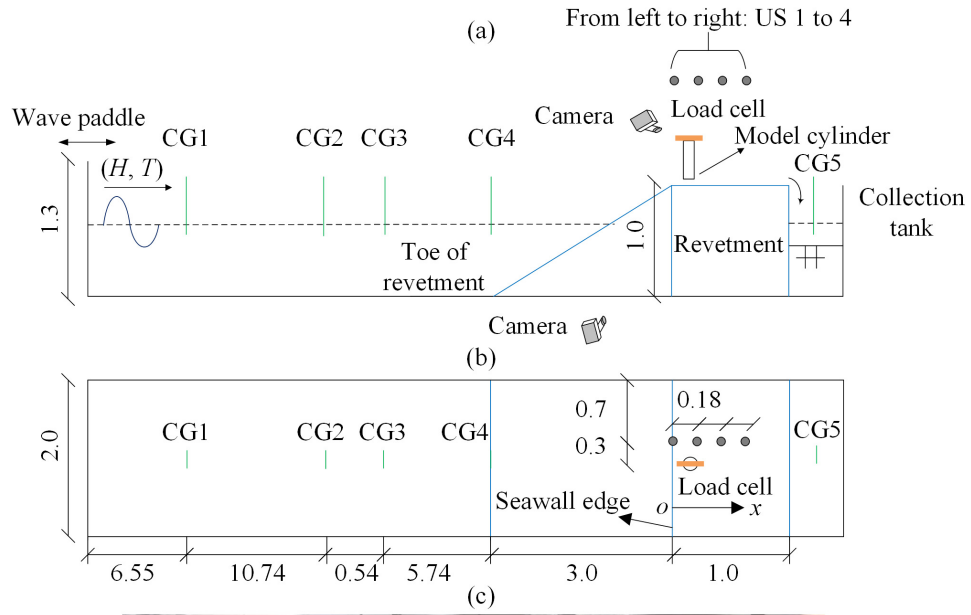 (a)
From left to right: US 1 to 4
Wave paddle
Camera
Load cell
Model cylinder
CG1
CG2
CG3
CG4
CG5
(H, T)
1.3
Toe of
revetment
1.0
Revetment
Collection
tank
Camera
(b)
2.0
CG1
CG2
CG3
CG4
0.7
0.3
0.18
CG5
Load cell
Seawall edge
o
x
6.55
10.74
0.54
5.74
3.0
1.0
(c)